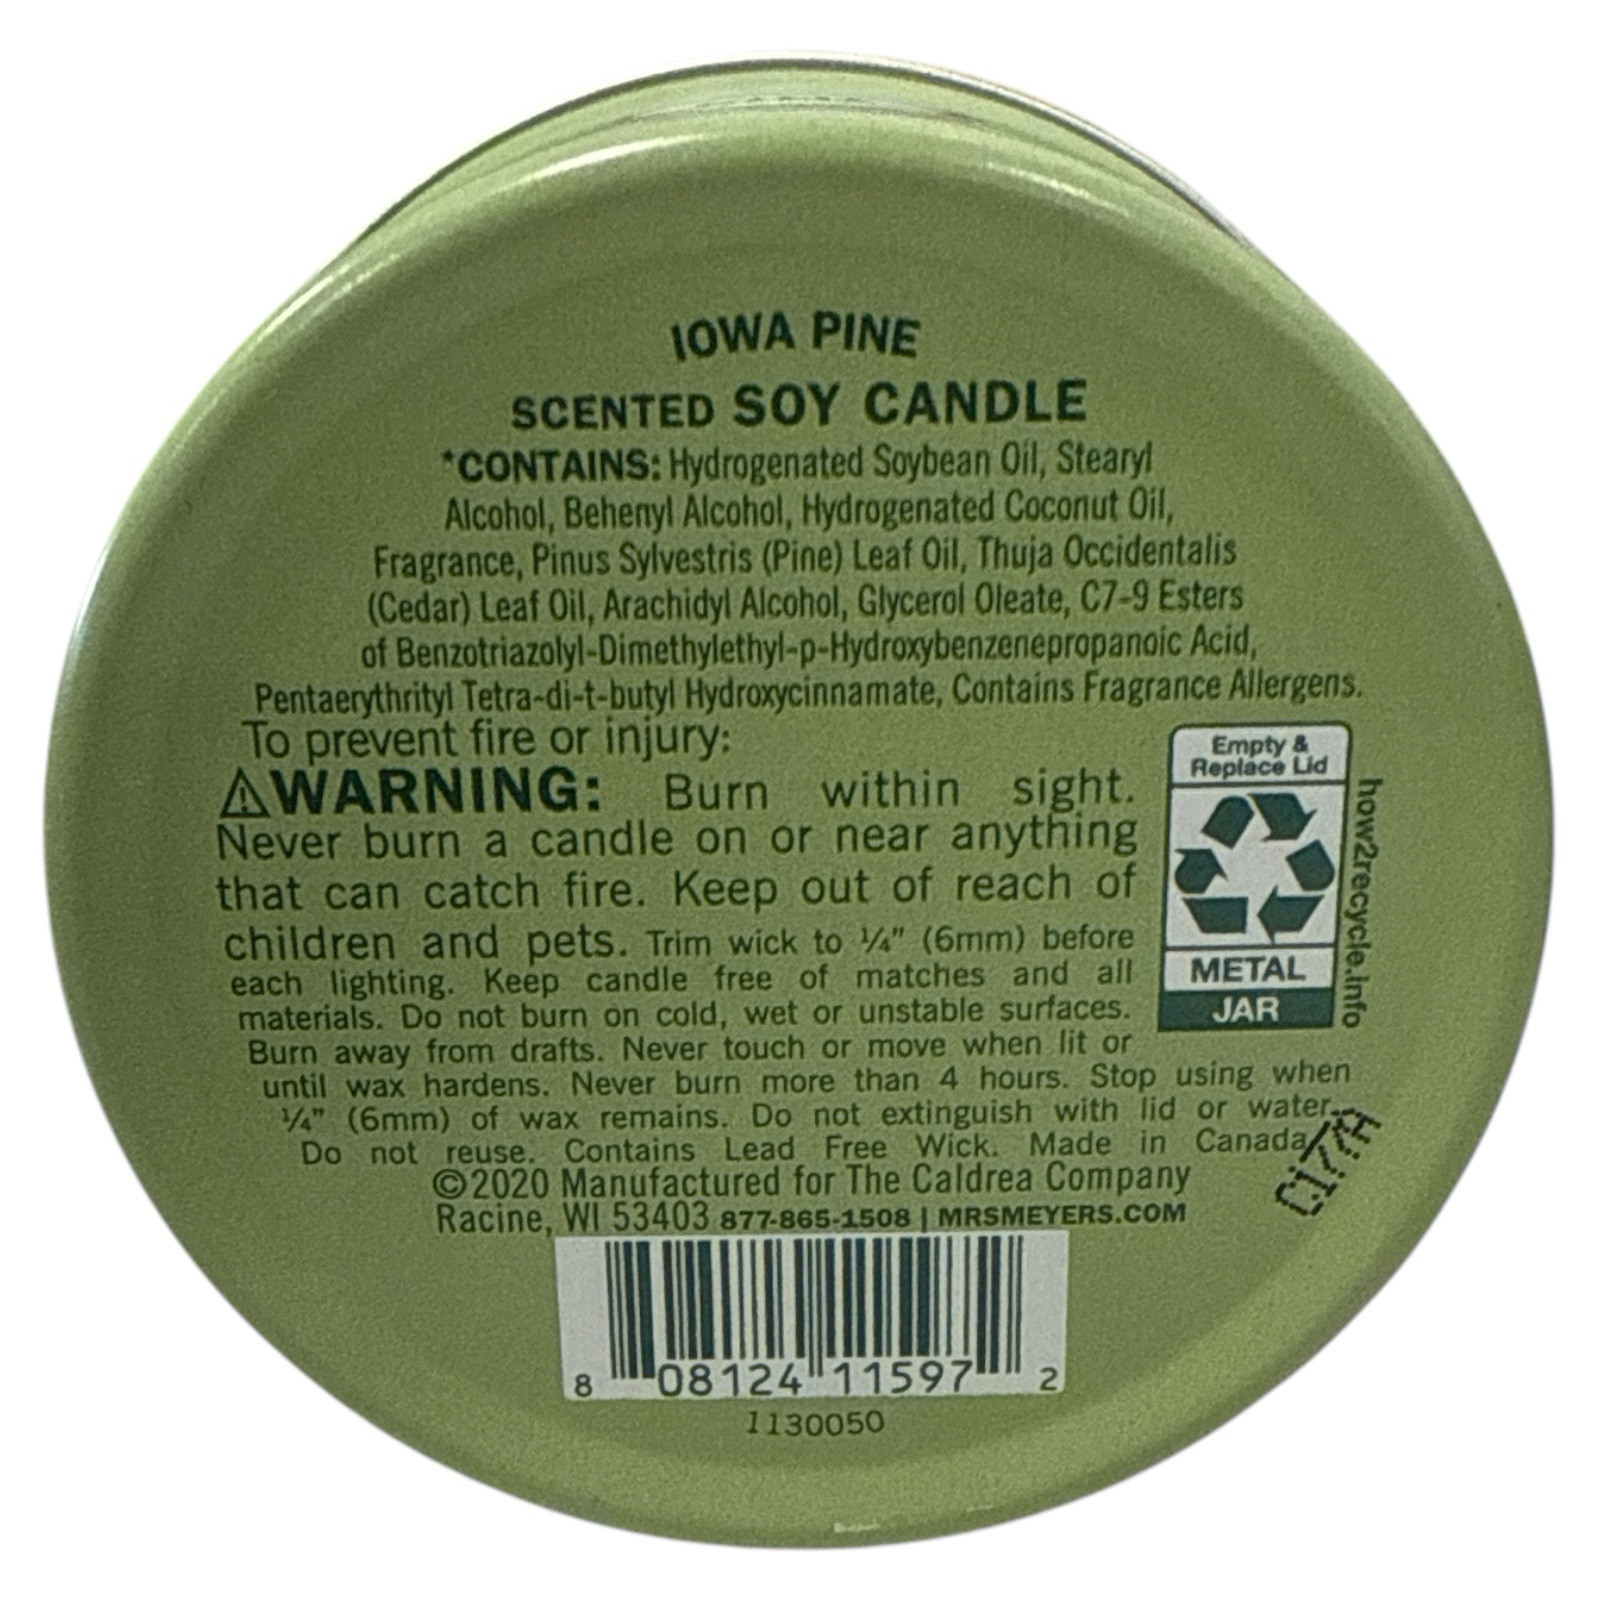 IOWA PINE
SCENTED SOY CANDLE
*CONTAINS: Hydrogenated Soybean Oil, Stearyl
Alcohol, Behenyl Alcohol, Hydrogenated Coconut Oil,
Fragrance, Pinus Sylvestris (Pine) Leaf Oil, Thuja Occidentalis
(Cedar) Leaf Oil, Arachidyl Alcohol, Glycerol Oleate, C7-9 Esters
of Benzotriazolyl-Dimethylethyl-p-Hydroxybenzenepropanoic Acid,
Pentaerythrityl Tetra-di-t-butyl Hydroxycinnamate, Contains Fragrance Allergens.
To prevent fire or injury:
⚠WARNING: Burn within sight.
Never burn a candle on or near anything
that can catch fire. Keep out of reach of
children and pets. Trim wick to ¼" (6mm) before
each lighting. Keep candle free of matches and all
materials. Do not burn on cold, wet or unstable surfaces.
Burn away from drafts. Never touch or move when lit or
until wax hardens. Never burn more than 4 hours. Stop using when
¼" (6mm) of wax remains. Do not extinguish with lid or water.
Do not reuse. Contains Lead Free Wick. Made in Canada
©2020 Manufactured for The Caldrea Company
Racine, WI 53403 877-865-1508 | MRSMEYERS.COM
Empty &
Replace Lid
METAL
JAR
how2recycle.info
C177A
8 08124 11597 2
1130050